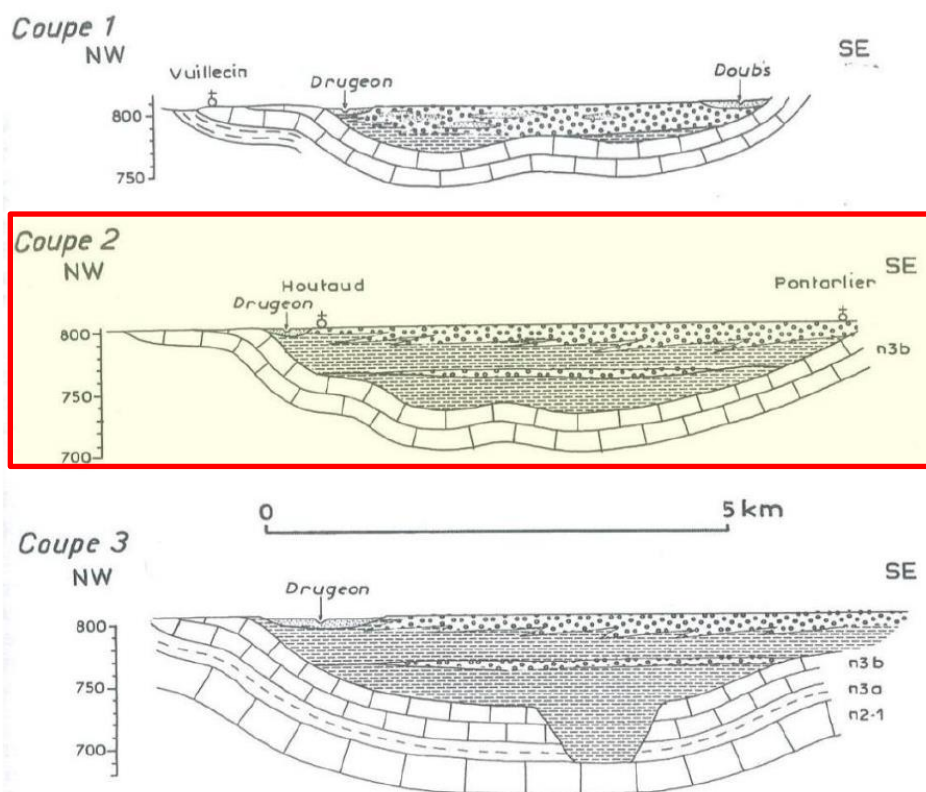 Coupe 1
NW SE
Vuillecin Drugeon Doubs
800
750
Coupe 2
NW SE
Houtaud Pontarlier
Drugeon
800
n3b
750
700
0 5 km
Coupe 3
NW SE
Drugeon
800
n3b
750 n3a
n2-1
700